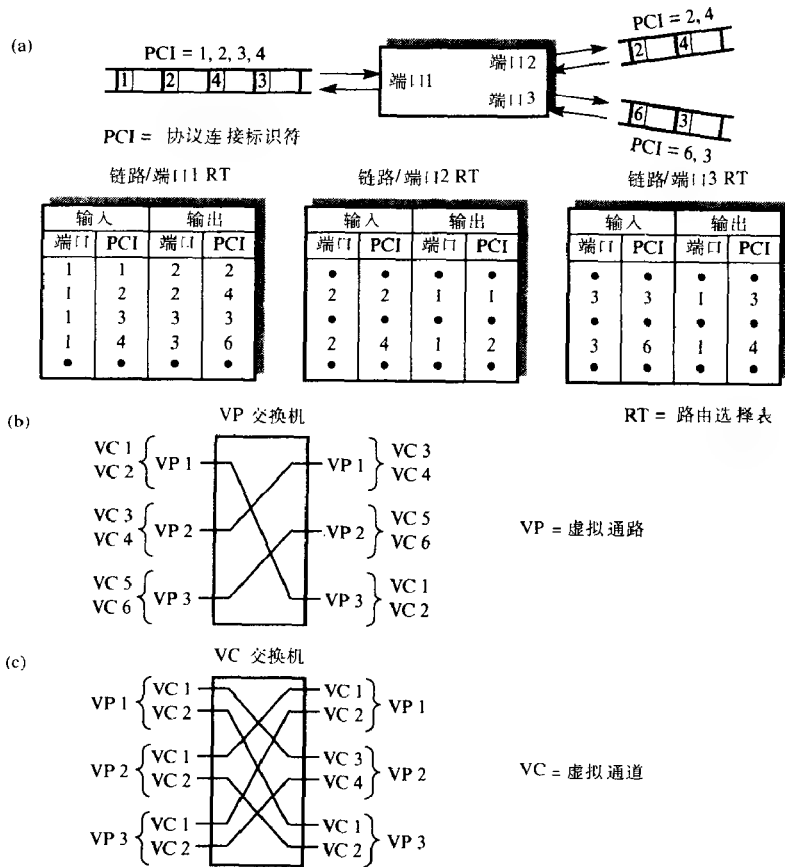 (a)
PCI = 1, 2, 3, 4
1 2 4 3
端口1
端口2
端口3
PCI = 2, 4
2 4
6 3
PCI = 6, 3
PCI = 协议连接标识符
链路/端口1 RT
输入 输出
端口 PCI 端口 PCI
1 1 2 2
1 2 2 4
1 3 3 3
1 4 3 6
● ● ● ●
链路/端口2 RT
输入 输出
端口 PCI 端口 PCI
● ● ● ●
2 2 1 1
● ● ● ●
2 4 1 2
● ● ● ●
链路/端口3 RT
输入 输出
端口 PCI 端口 PCI
● ● ● ●
3 3 1 3
● ● ● ●
3 6 1 4
● ● ● ●
RT = 路由选择表
(b)
VP 交换机
VC 1
VC 2
VP 1
VC 3
VC 4
VP 2
VC 5
VC 6
VP 3
VP 1
VC 3
VC 4
VP 2
VC 5
VC 6
VP 3
VC 1
VC 2
VP = 虚拟通路
(c)
VC 交换机
VP 1
VC 1
VC 2
VP 2
VC 1
VC 2
VP 3
VC 1
VC 2
VC 1
VC 2
VP 1
VC 3
VC 4
VP 2
VC 1
VC 2
VP 3
VC = 虚拟通道